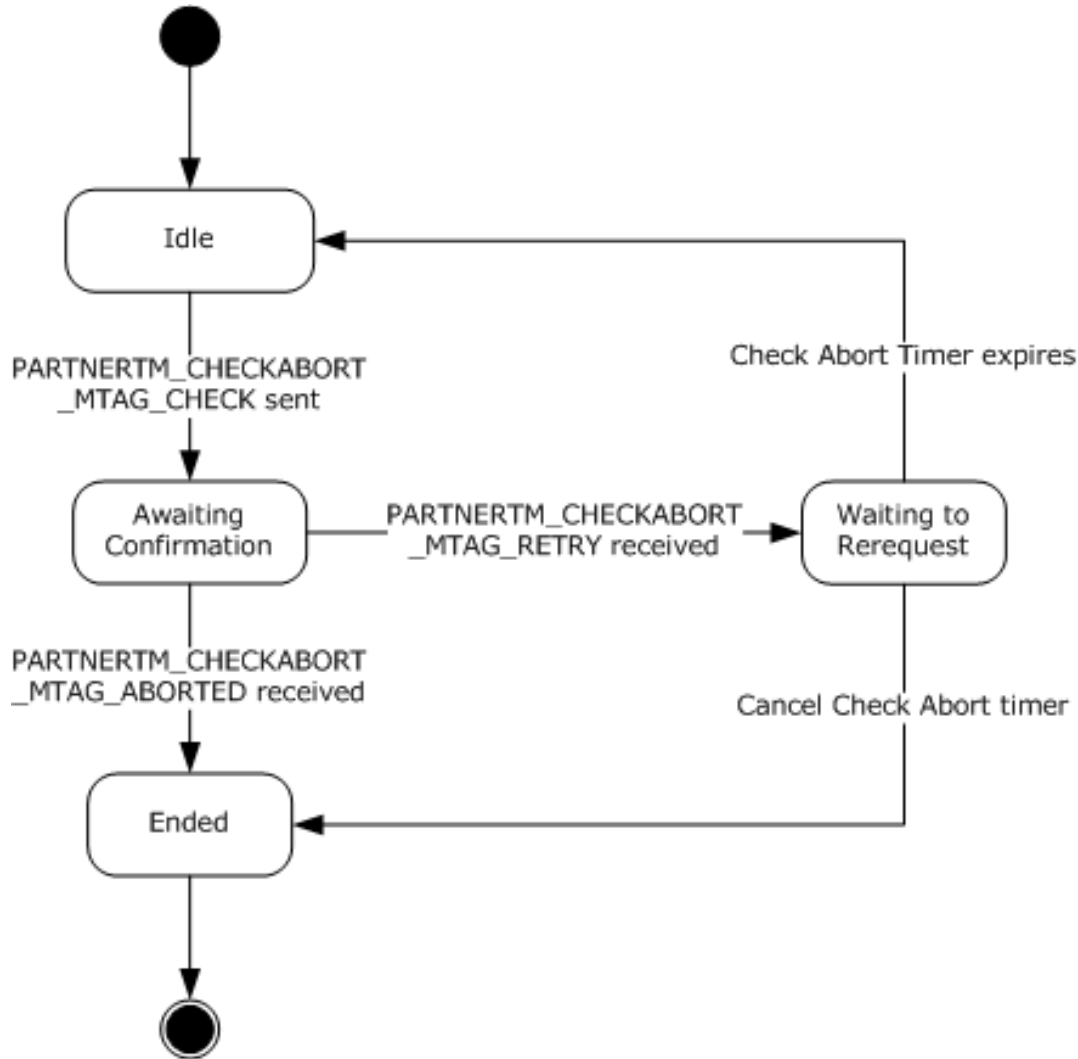 Idle
PARTNERTM_CHECKABORT
_MTAG_CHECK sent
Check Abort Timer expires
Awaiting
Confirmation
PARTNERTM_CHECKABORT
_MTAG_RETRY received
Waiting to
Rerequest
PARTNERTM_CHECKABORT
_MTAG_ABORTED received
Cancel Check Abort timer
Ended